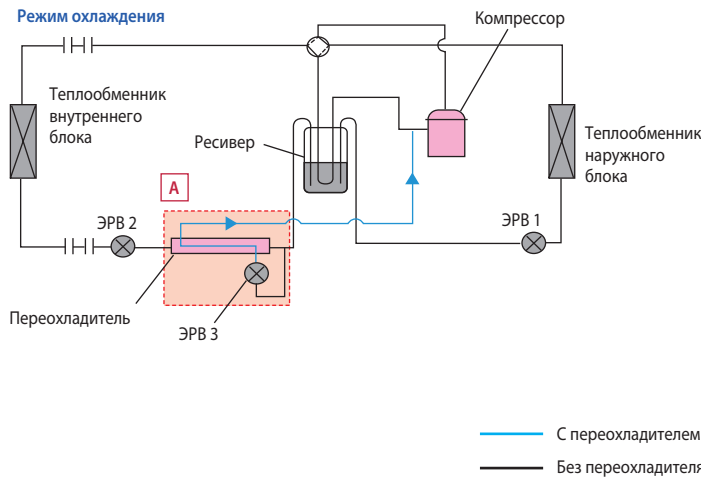 Режим охлаждения
Компрессор
Теплообменник
внутреннего
блока
Ресивер
Теплообменник
наружного
блока
А
ЭРВ 2
ЭРВ 1
Переохладитель
ЭРВ 3
С переохладителем
Без переохладителя